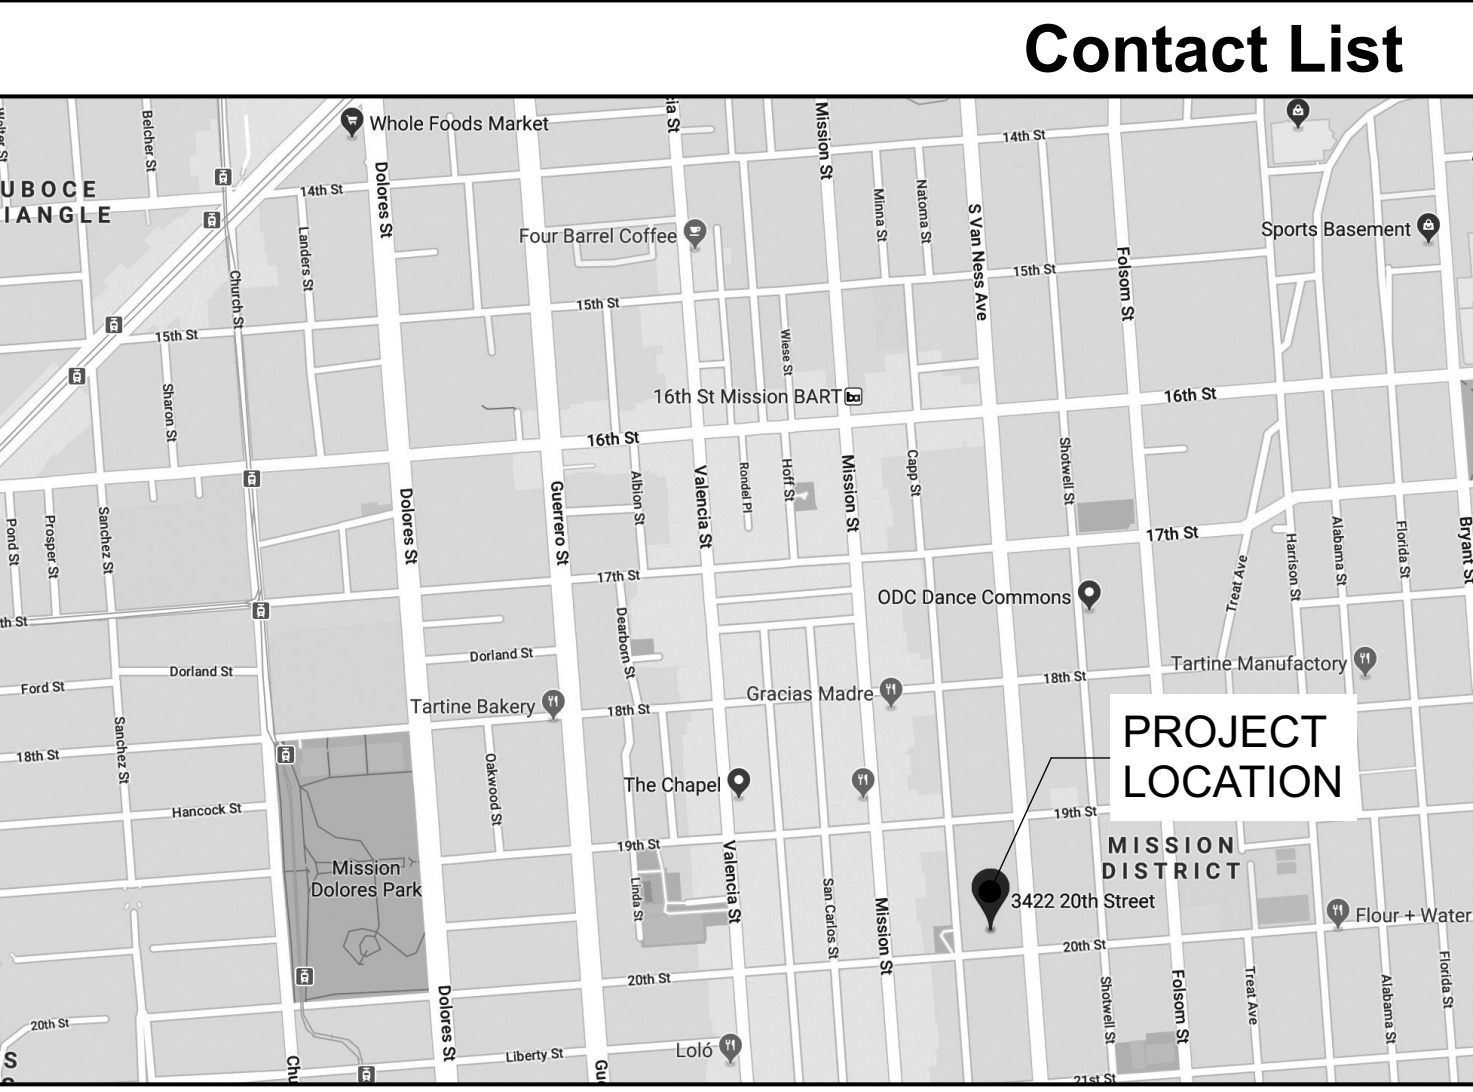 Contact List
Whole Foods Market
Belcher St
Dolores St
Mission St
14th St
UBOCE
IANGLE
14th St
Minna St
Natoma St
S Van Ness Ave
Four Barrel Coffee
Sports Basement
Landers St
Church St
Folsom St
15th St
15th St
15th St
Wiese St
Sharon St
16th St Mission BART
16th St
16th St
Pond St
Prosper St
Sanchez St
Dolores St
Guerrero St
Albion St
Valencia St
Rondel Pl
Hoff St
Mission St
Capp St
Shotwell St
17th St
Treat Ave
Harrison St
Alabama St
Florida St
Bryant St
17th St
ODC Dance Commons
th St
Dearborn St
Dorland St
Dorland St
Ford St
Tartine Manufactory
18th St
Gracias Madre
Tartine Bakery
18th St
18th St
Sanchez St
PROJECT
LOCATION
Oakwood St
The Chapel
Hancock St
19th St
19th St
MISSION
DISTRICT
Mission
Dolores Park
Linda St
Valencia St
San Carlos St
Mission St
3422 20th Street
Flour + Water
20th St
20th St
20th St
Dolores St
Shotwell St
Folsom St
Treat Ave
Alabama St
Florida St
Loló
Liberty St
Chu
Gu
21st St